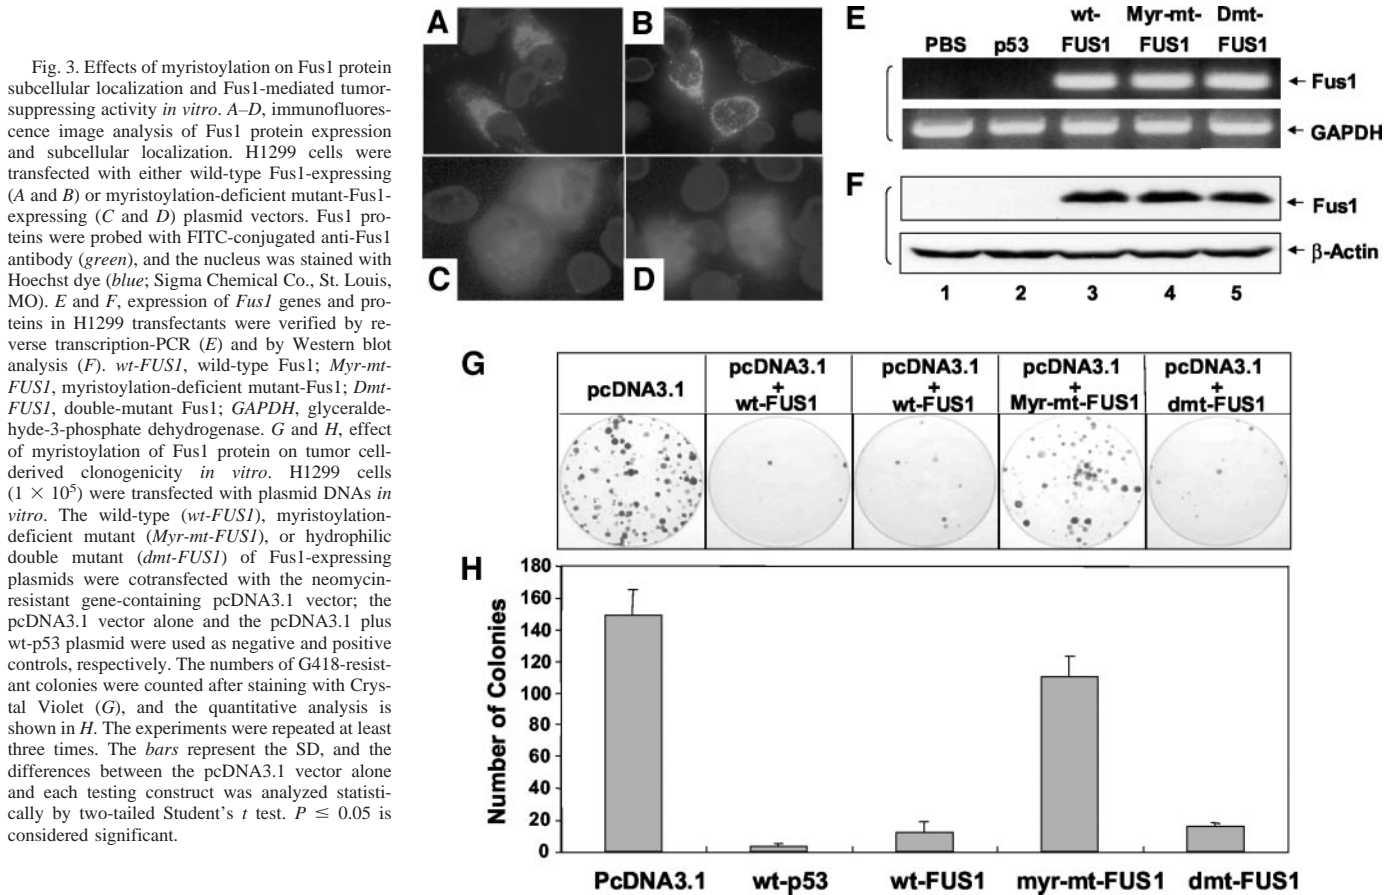 Fig. 3. Effects of myristoylation on Fus1 protein
subcellular localization and Fus1-mediated tumor-
suppressing activity in vitro. A–D, immunofluores-
cence image analysis of Fus1 protein expression
and subcellular localization. H1299 cells were
transfected with either wild-type Fus1-expressing
(A and B) or myristoylation-deficient mutant-Fus1-
expressing (C and D) plasmid vectors. Fus1 pro-
teins were probed with FITC-conjugated anti-Fus1
antibody (green), and the nucleus was stained with
Hoechst dye (blue; Sigma Chemical Co., St. Louis,
MO). E and F, expression of Fus1 genes and pro-
teins in H1299 transfectants were verified by re-
verse transcription-PCR (E) and by Western blot
analysis (F). wt-FUS1, wild-type Fus1; Myr-mt-
FUS1, myristoylation-deficient mutant-Fus1; Dmt-
FUS1, double-mutant Fus1; GAPDH, glyceralde-
hyde-3-phosphate dehydrogenase. G and H, effect
of myristoylation of Fus1 protein on tumor cell-
derived clonogenicity in vitro. H1299 cells
(1 × 10⁵) were transfected with plasmid DNAs in
vitro. The wild-type (wt-FUS1), myristoylation-
deficient mutant (Myr-mt-FUS1), or hydrophilic
double mutant (dmt-FUS1) of Fus1-expressing
plasmids were cotransfected with the neomycin-
resistant gene-containing pcDNA3.1 vector; the
pcDNA3.1 vector alone and the pcDNA3.1 plus
wt-p53 plasmid were used as negative and positive
controls, respectively. The numbers of G418-resist-
ant colonies were counted after staining with Crys-
tal Violet (G), and the quantitative analysis is
shown in H. The experiments were repeated at least
three times. The bars represent the SD, and the
differences between the pcDNA3.1 vector alone
and each testing construct was analyzed statisti-
cally by two-tailed Student's t test. P ≤ 0.05 is
considered significant.
A
B
C
D
E
wt- Myr-mt- Dmt-
PBS p53 FUS1 FUS1 FUS1
← Fus1
← GAPDH
F
← Fus1
← β-Actin
1 2 3 4 5
G
pcDNA3.1
pcDNA3.1
+
wt-FUS1
pcDNA3.1
+
wt-FUS1
pcDNA3.1
+
Myr-mt-FUS1
pcDNA3.1
+
dmt-FUS1
H
Number of Colonies
180
160
140
120
100
80
60
40
20
0
PcDNA3.1 wt-p53 wt-FUS1 myr-mt-FUS1 dmt-FUS1